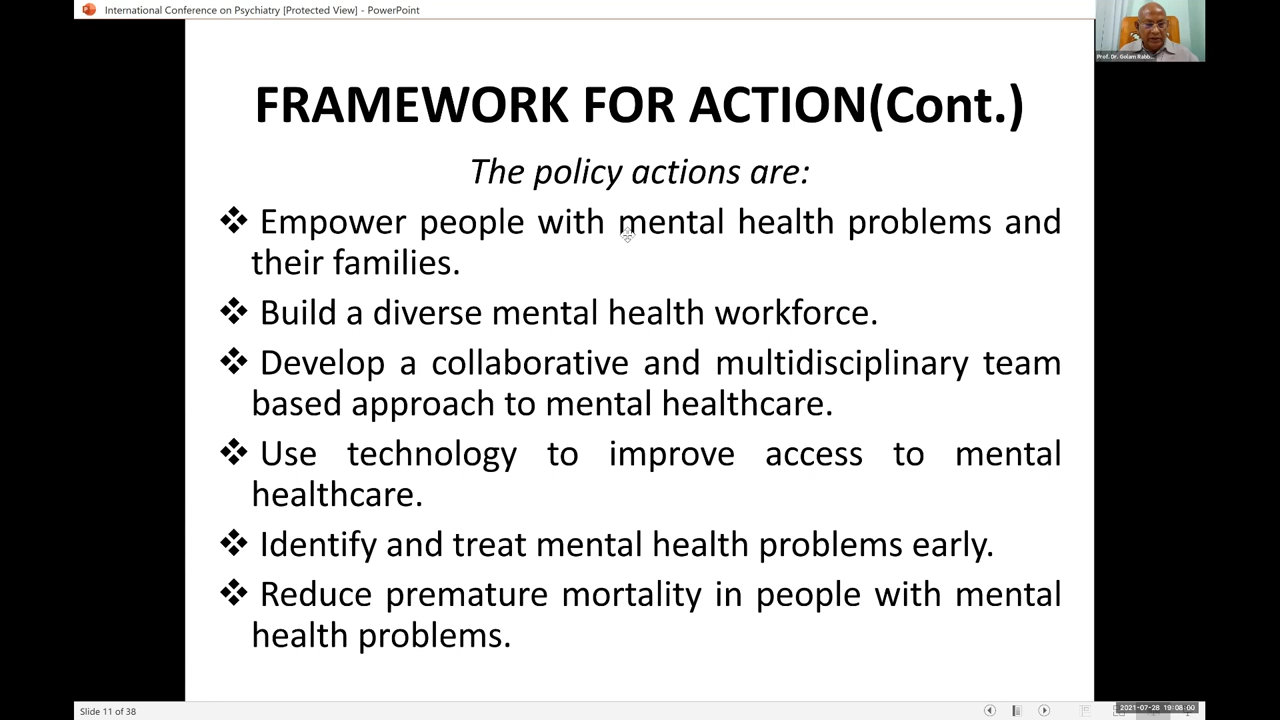 International Conference on Psychiatry [Protected View] - PowerPoint
Prof. Dr. Golam Rabb...
FRAMEWORK FOR ACTION(Cont.)
The policy actions are:
❖ Empower people with mental health problems and
their families.
❖ Build a diverse mental health workforce.
❖ Develop a collaborative and multidisciplinary team
based approach to mental healthcare.
❖ Use technology to improve access to mental
healthcare.
❖ Identify and treat mental health problems early.
❖ Reduce premature mortality in people with mental
health problems.
Slide 11 of 38
2021-07-28 19:08:00